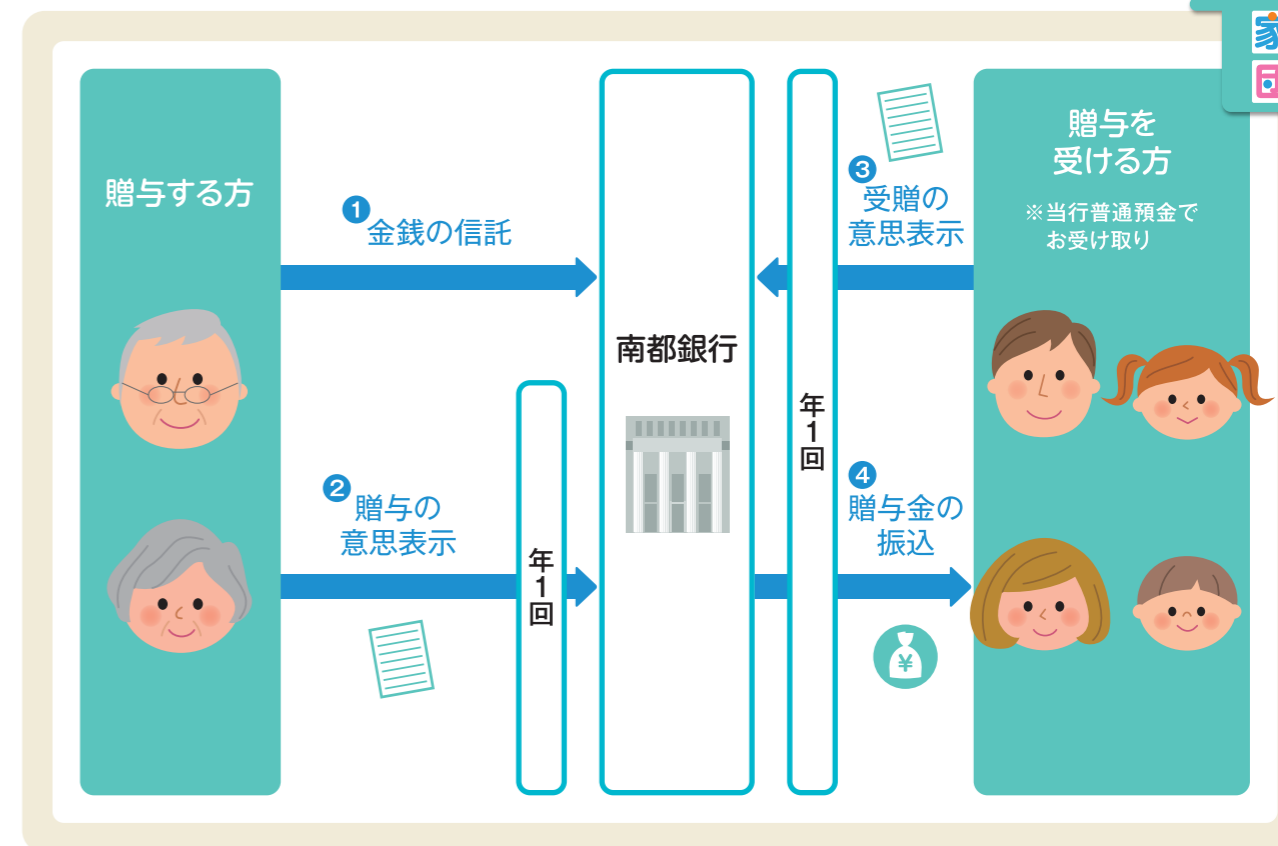 家
贈与する方
❶
金銭の信託
❷
贈与の
意思表示
年1回
南都銀行
年1回
❸
受贈の
意思表示
❹
贈与金の
振込
¥
贈与を
受ける方
※当行普通預金で
お受け取り